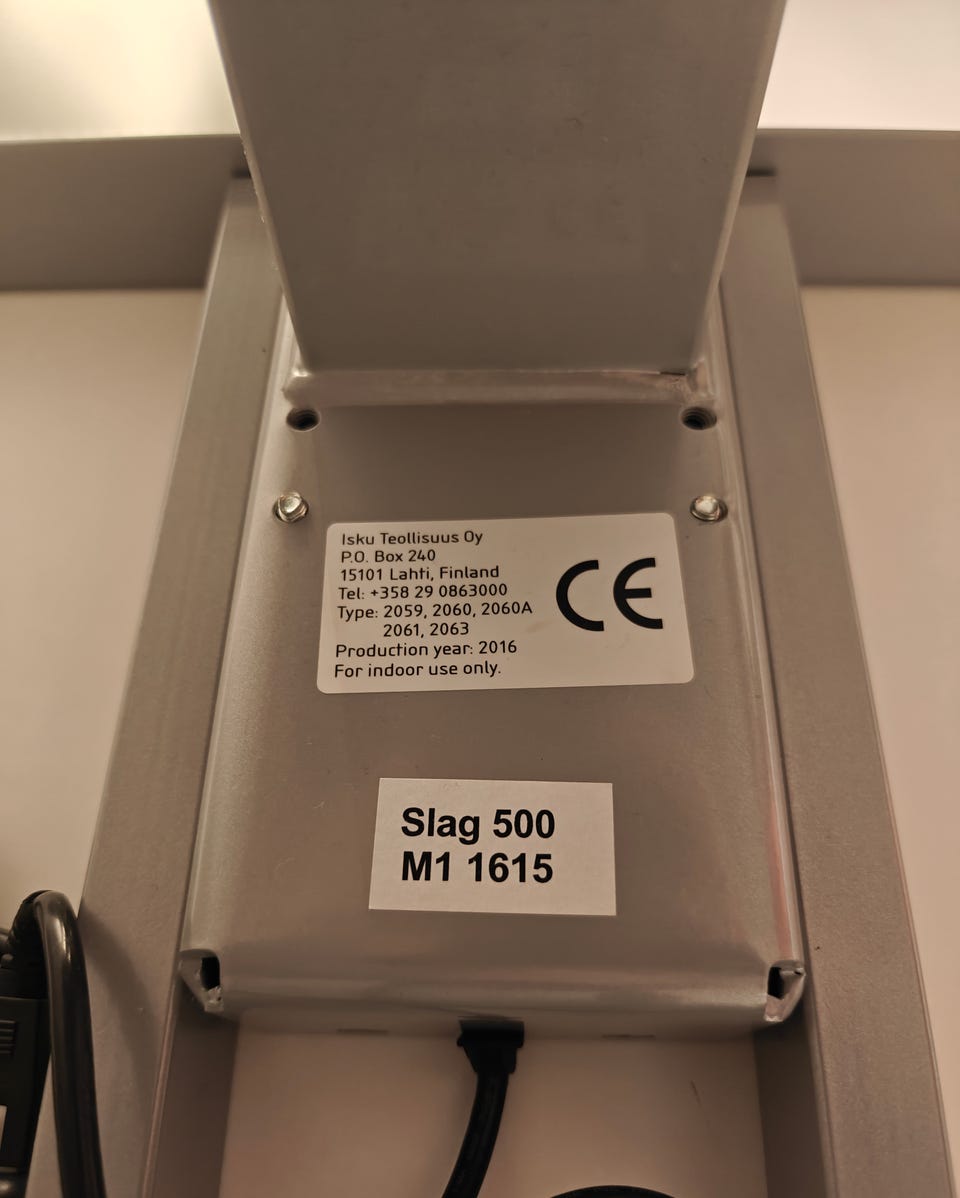 Isku Teollisuus Oy
P.O. Box 240
15101 Lahti, Finland
Tel: +358 29 0863000
Type: 2059, 2060, 2060A
2061, 2063
Production year: 2016
For indoor use only.
CE
Slag 500
M1 1615